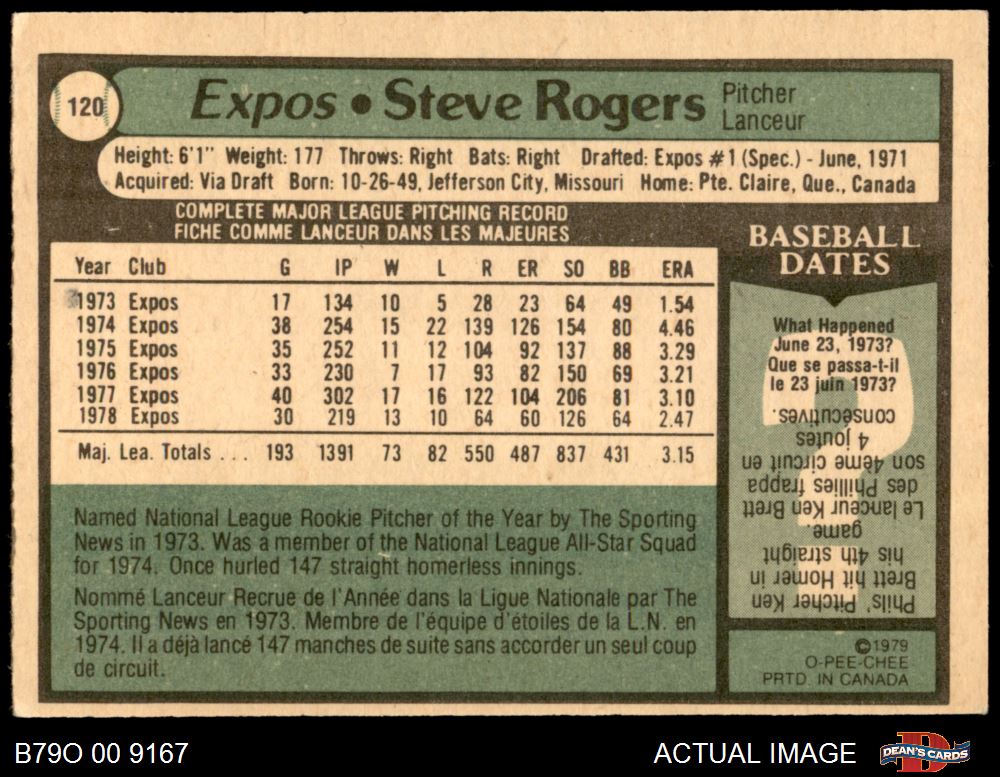 120
Expos • Steve Rogers
Pitcher
Lanceur
Height: 6'1" Weight: 177 Throws: Right Bats: Right Drafted: Expos #1 (Spec.) - June, 1971
Acquired: Via Draft Born: 10-26-49, Jefferson City, Missouri Home: Pte. Claire, Que., Canada
COMPLETE MAJOR LEAGUE PITCHING RECORD
FICHE COMME LANCEUR DANS LES MAJEURES
Year Club G IP W L R ER SO BB ERA
1973 Expos 17 134 10 5 28 23 64 49 1.54
1974 Expos 38 254 15 22 139 126 154 80 4.46
1975 Expos 35 252 11 12 104 92 137 88 3.29
1976 Expos 33 230 7 17 93 82 150 69 3.21
1977 Expos 40 302 17 16 122 104 206 81 3.10
1978 Expos 30 219 13 10 64 60 126 64 2.47
Maj. Lea. Totals ... 193 1391 73 82 550 487 837 431 3.15
Named National League Rookie Pitcher of the Year by The Sporting
News in 1973. Was a member of the National League All-Star Squad
for 1974. Once hurled 147 straight homerless innings.
Nommé Lanceur Recrue de l'Année dans la Ligue Nationale par The
Sporting News en 1973. Membre de l'équipe d'étoiles de la L.N. en
1974. Il a déjà lancé 147 manches de suite sans accorder un seul coup
de circuit.
BASEBALL
DATES
What Happened
June 23, 1973?
Que se passa-t-il
le 23 juin 1973?
Phils' Pitcher Ken
Brett hit Homer in
his 4th straight
game.
Le lanceur Ken Brett
des Phillies frappa
son 4ème circuit en
4 joutes
consécutives.
©1979
O-PEE-CHEE
PRTD. IN CANADA
B79O 00 9167
ACTUAL IMAGE
DEAN'S CARDS